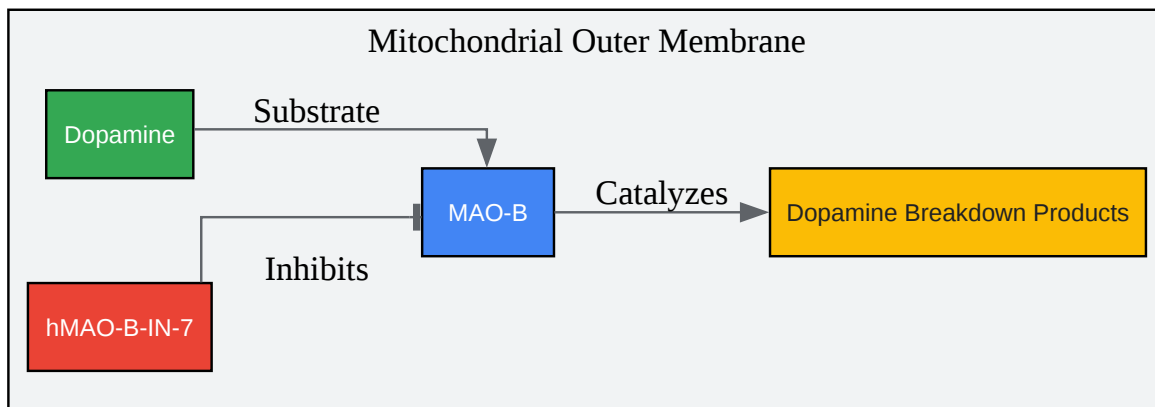 Mitochondrial Outer Membrane
Dopamine
Substrate
MAO-B
Catalyzes
Dopamine Breakdown Products
Inhibits
hMAO-B-IN-7